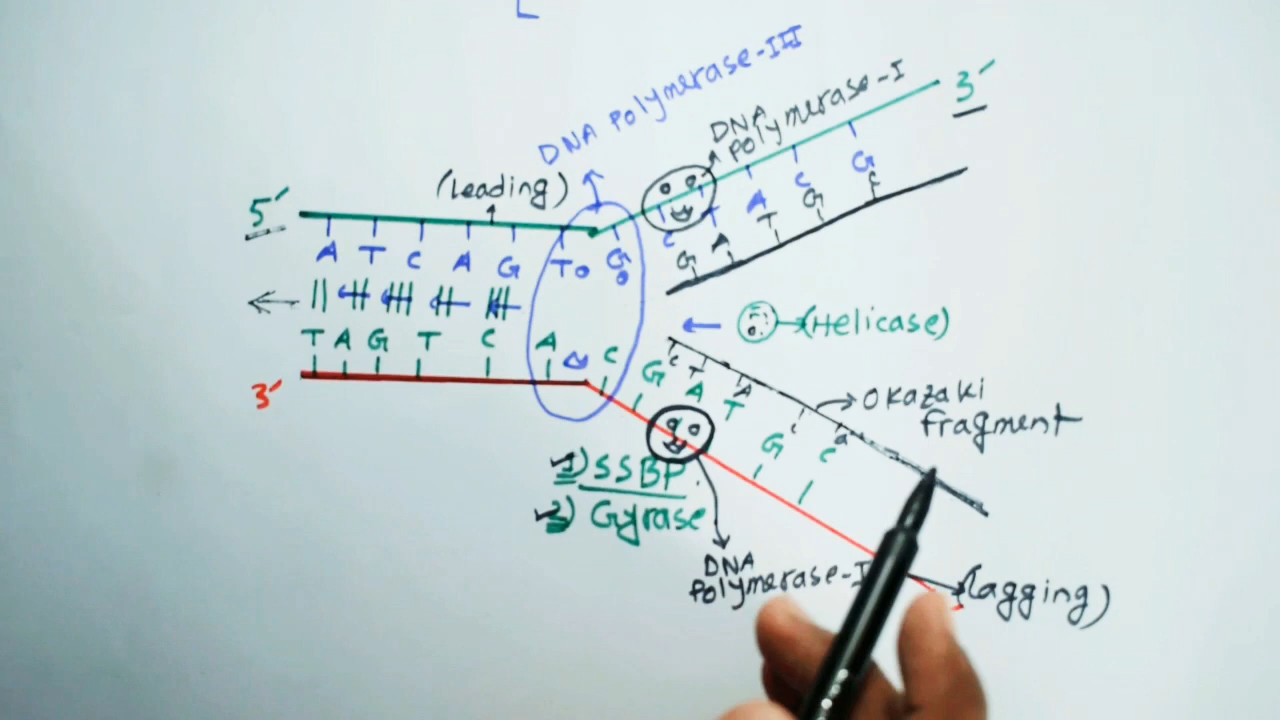 DNA Polymerase-III
DNA
Polymerase-I
3′
(Leading)
5′
A T C A G T G C T A C G
G A T G C
T A G T C A C G A T G C
3′
(Helicase)
C T A C G
Okazaki
Fragment
1) SSBP
2) Gyrase
DNA
Polymerase-I
(Lagging)